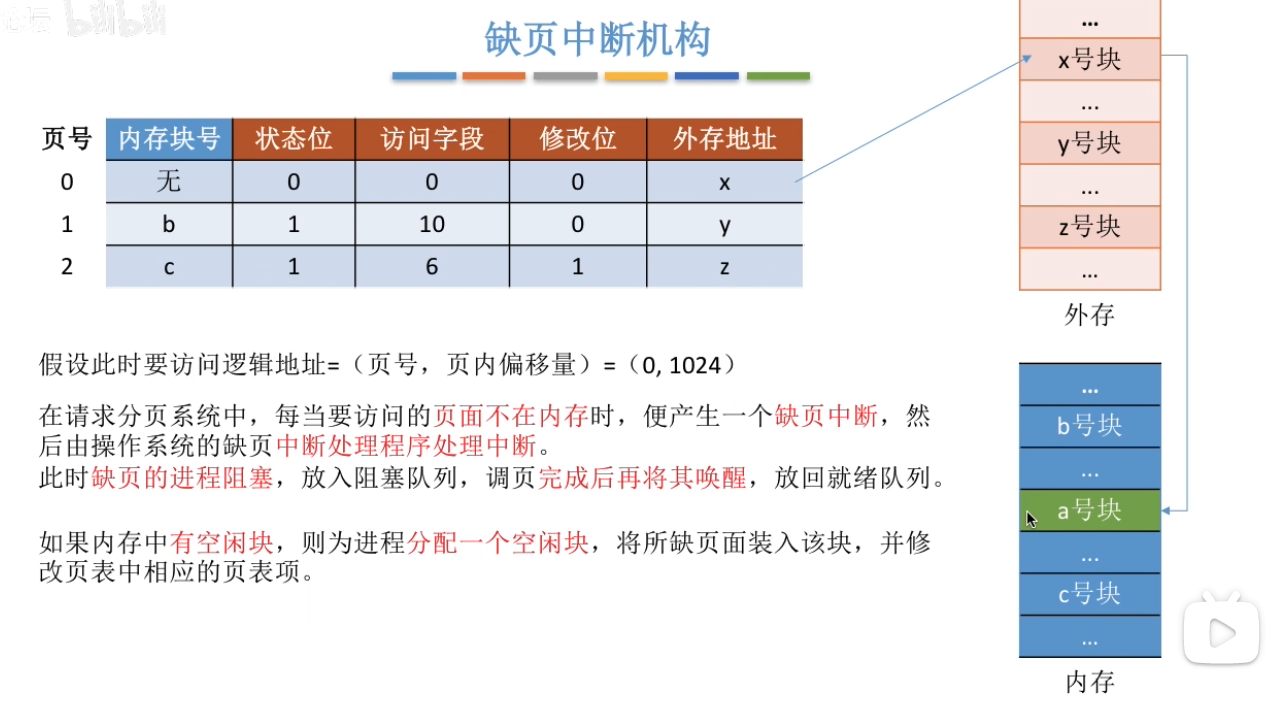 缺页中断机构
页号 内存块号 状态位 访问字段 修改位 外存地址
0 无 0 0 0 x
1 b 1 10 0 y
2 c 1 6 1 z
假设此时要访问逻辑地址=（页号，页内偏移量）=（0, 1024）
在请求分页系统中，每当要访问的页面不在内存时，便产生一个缺页中断，然
后由操作系统的缺页中断处理程序处理中断。
此时缺页的进程阻塞，放入阻塞队列，调页完成后再将其唤醒，放回就绪队列。
如果内存中有空闲块，则为进程分配一个空闲块，将所缺页面装入该块，并修
改页表中相应的页表项。
...
x号块
...
y号块
...
z号块
...
外存
...
b号块
...
a号块
...
c号块
...
内存
bilibili